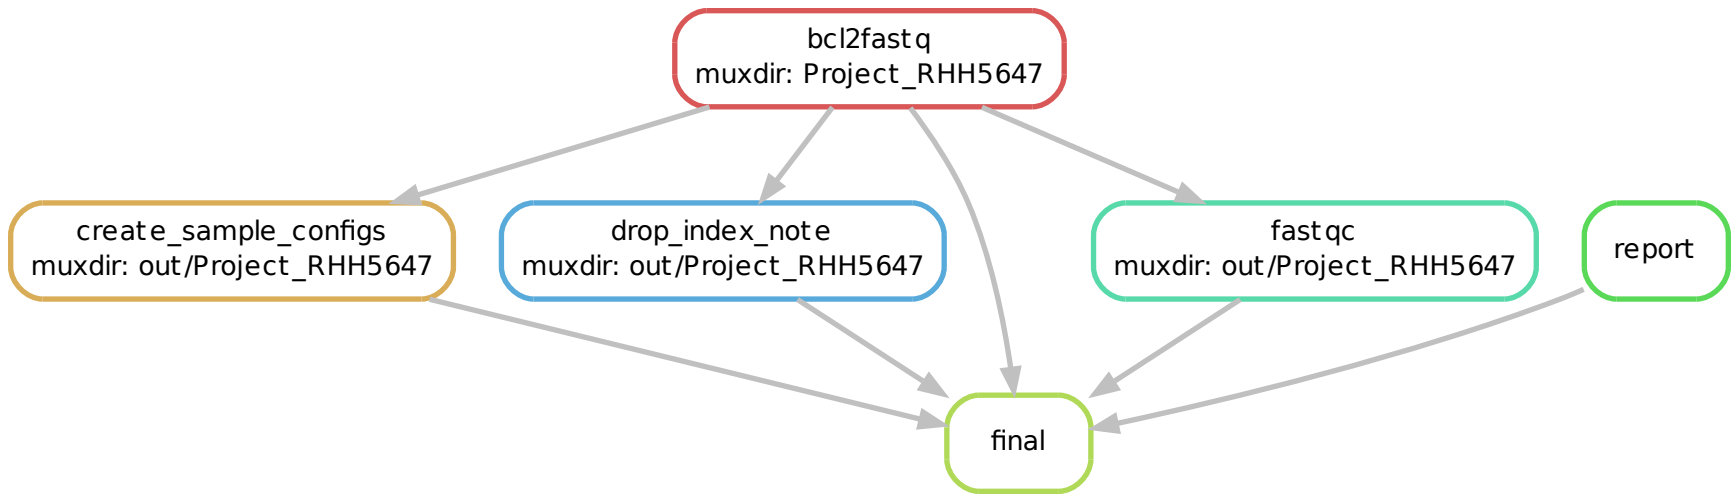 bcl2fastq
muxdir: Project_RHH5647
create_sample_configs
muxdir: out/Project_RHH5647
drop_index_note
muxdir: out/Project_RHH5647
fastqc
muxdir: out/Project_RHH5647
report
final